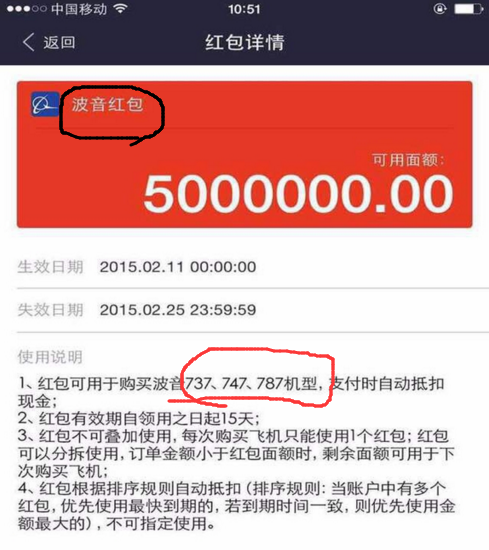 中国移动 10:51
返回 红包详情
波音红包
可用面额:
5000000.00
生效日期 2015.02.11 00:00:00
失效日期 2015.02.25 23:59:59
使用说明
1、红包可用于购买波音737、747、787机型, 支付时自动抵扣
现金;
2、红包有效期自领用之日起15天;
3、红包不可叠加使用, 每次购买飞机只能使用1个红包; 红包
可以分拆使用, 订单金额小于红包面额时, 剩余面额可用于下
次购买飞机;
4、红包根据排序规则自动抵扣 (排序规则: 当账户中有多个
红包, 优先使用最快到期的, 若到期时间一致, 则优先使用金
额最大的) , 不可指定使用。